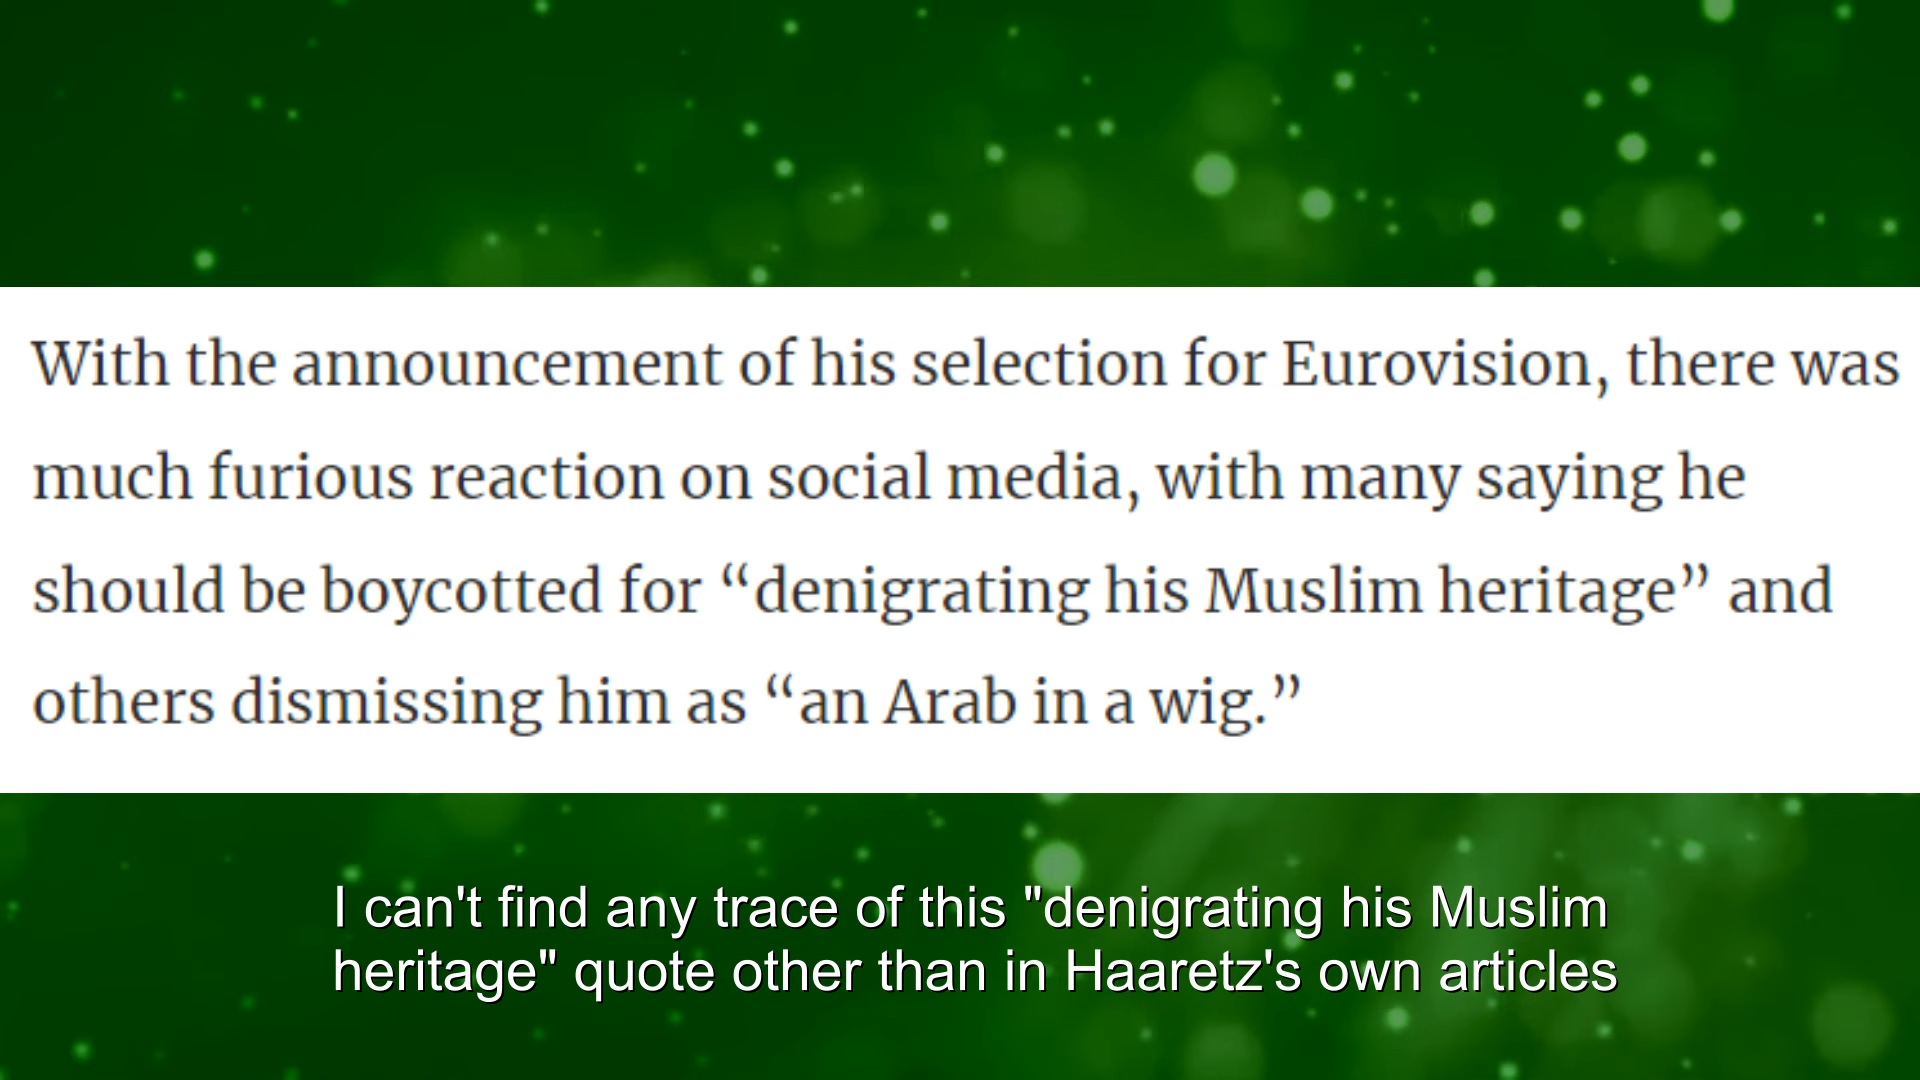 With the announcement of his selection for Eurovision, there was
much furious reaction on social media, with many saying he
should be boycotted for “denigrating his Muslim heritage” and
others dismissing him as “an Arab in a wig.”
I can't find any trace of this "denigrating his Muslim
heritage" quote other than in Haaretz's own articles